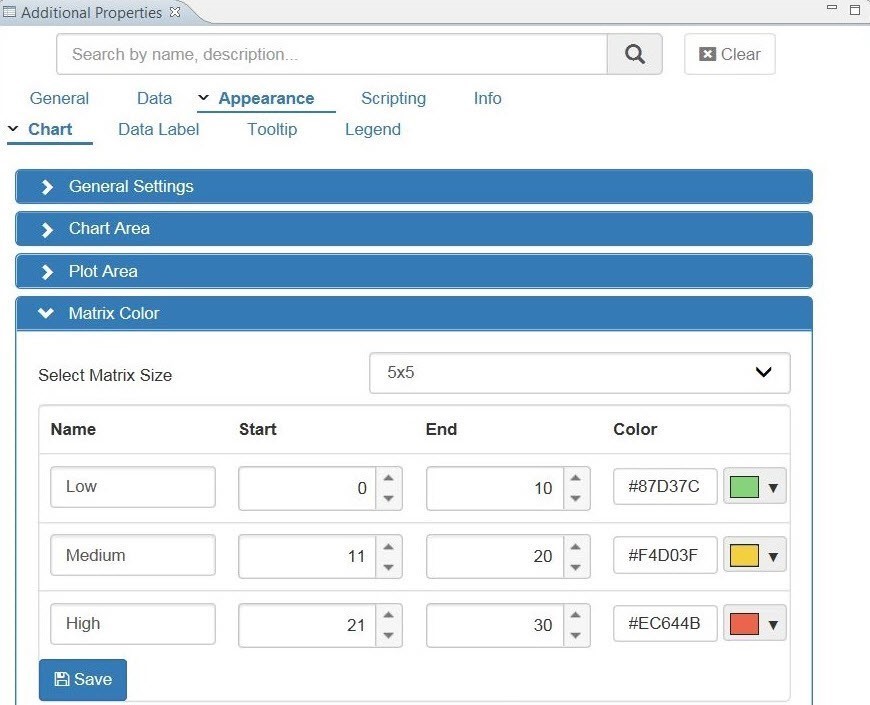 Additional Properties
Search by name, description... Clear
General Data Appearance Scripting Info
Chart Data Label Tooltip Legend
General Settings
Chart Area
Plot Area
Matrix Color
Select Matrix Size 5x5
Name Start End Color
Low 0 10 #87D37C
Medium 11 20 #F4D03F
High 21 30 #EC644B
Save